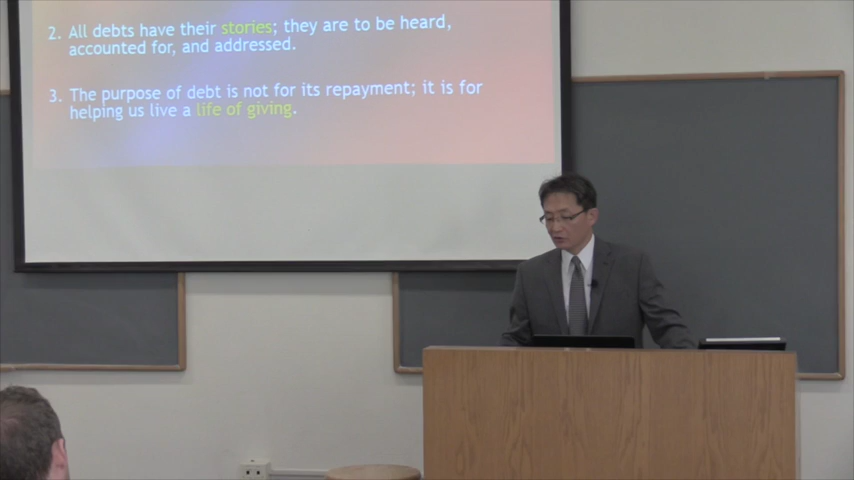 2. All debts have their stories; they are to be heard,
accounted for, and addressed.
3. The purpose of debt is not for its repayment; it is for
helping us live a life of giving.